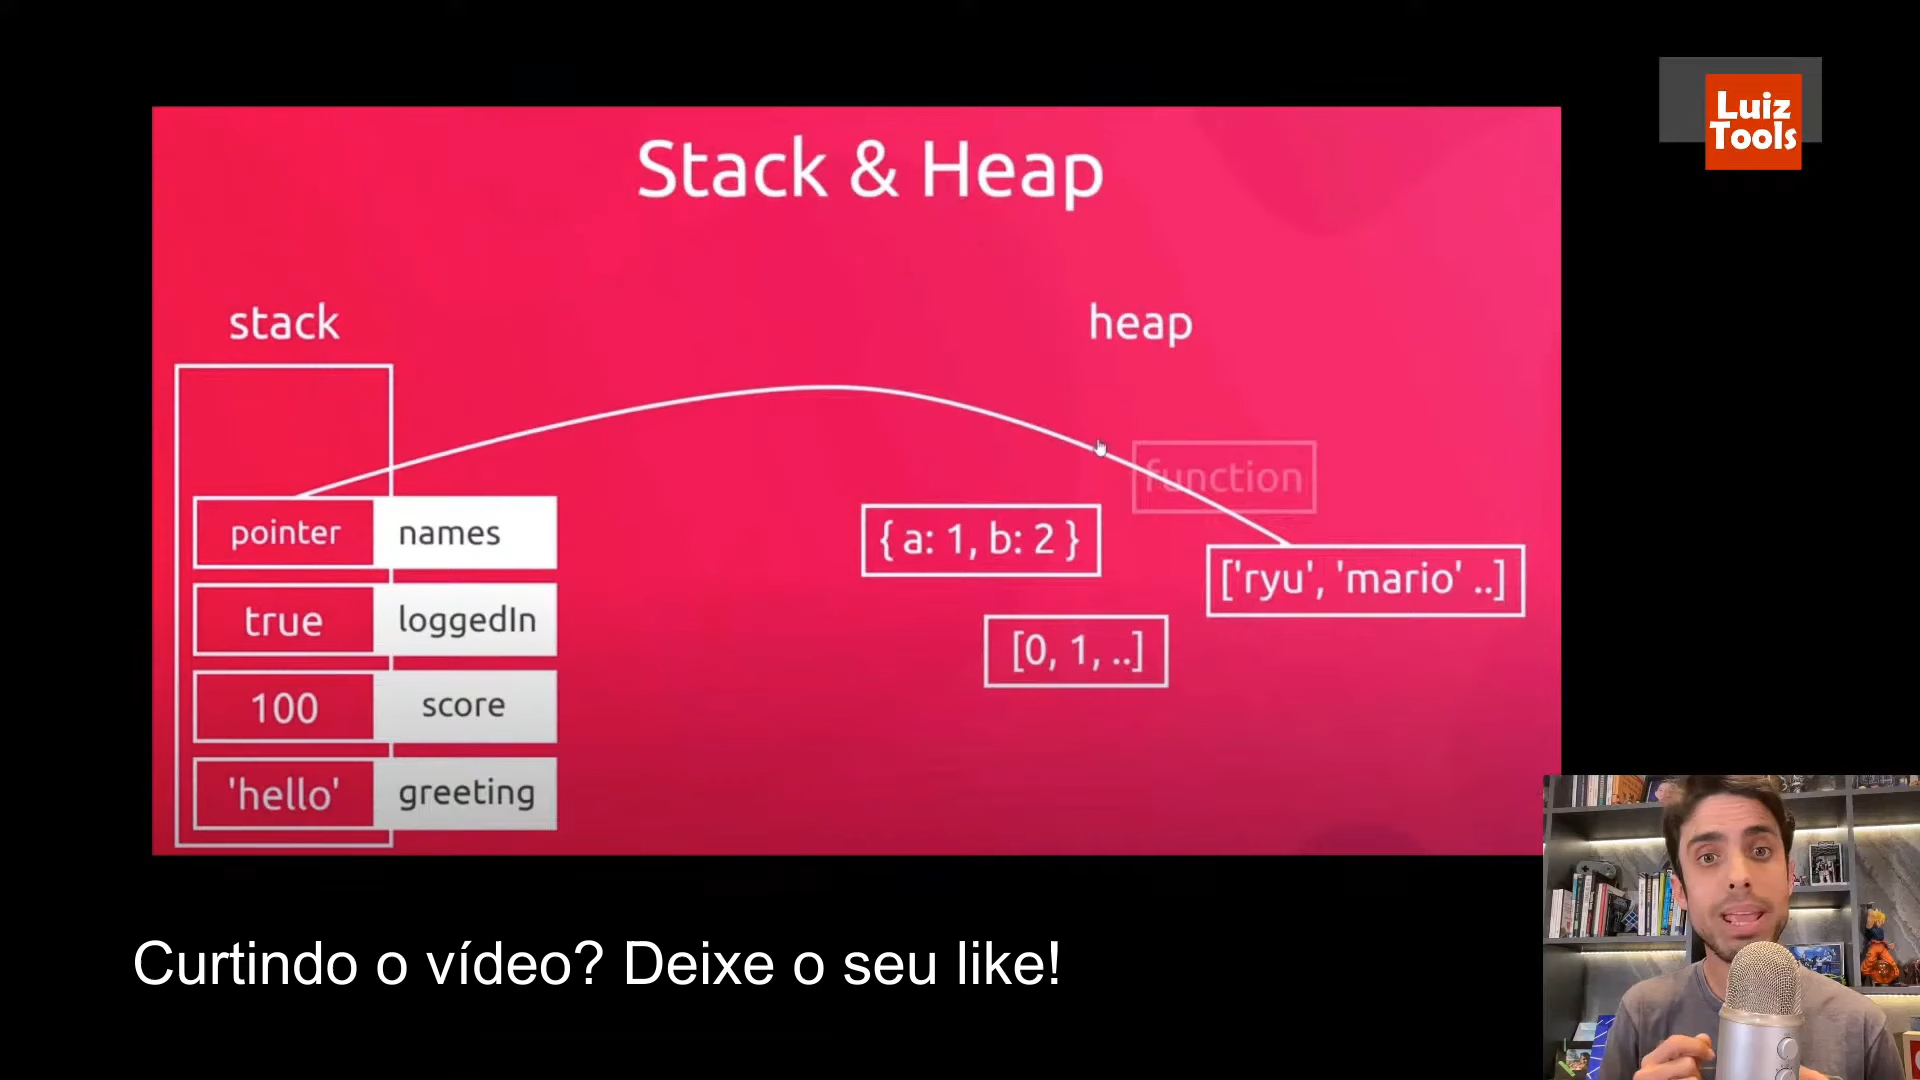 Luiz
Tools
Stack & Heap
stack
heap
function
pointer names
{ a: 1, b: 2 }
['ryu', 'mario' ..]
true loggedIn
[0, 1, ..]
100 score
'hello' greeting
Curtindo o vídeo? Deixe o seu like!